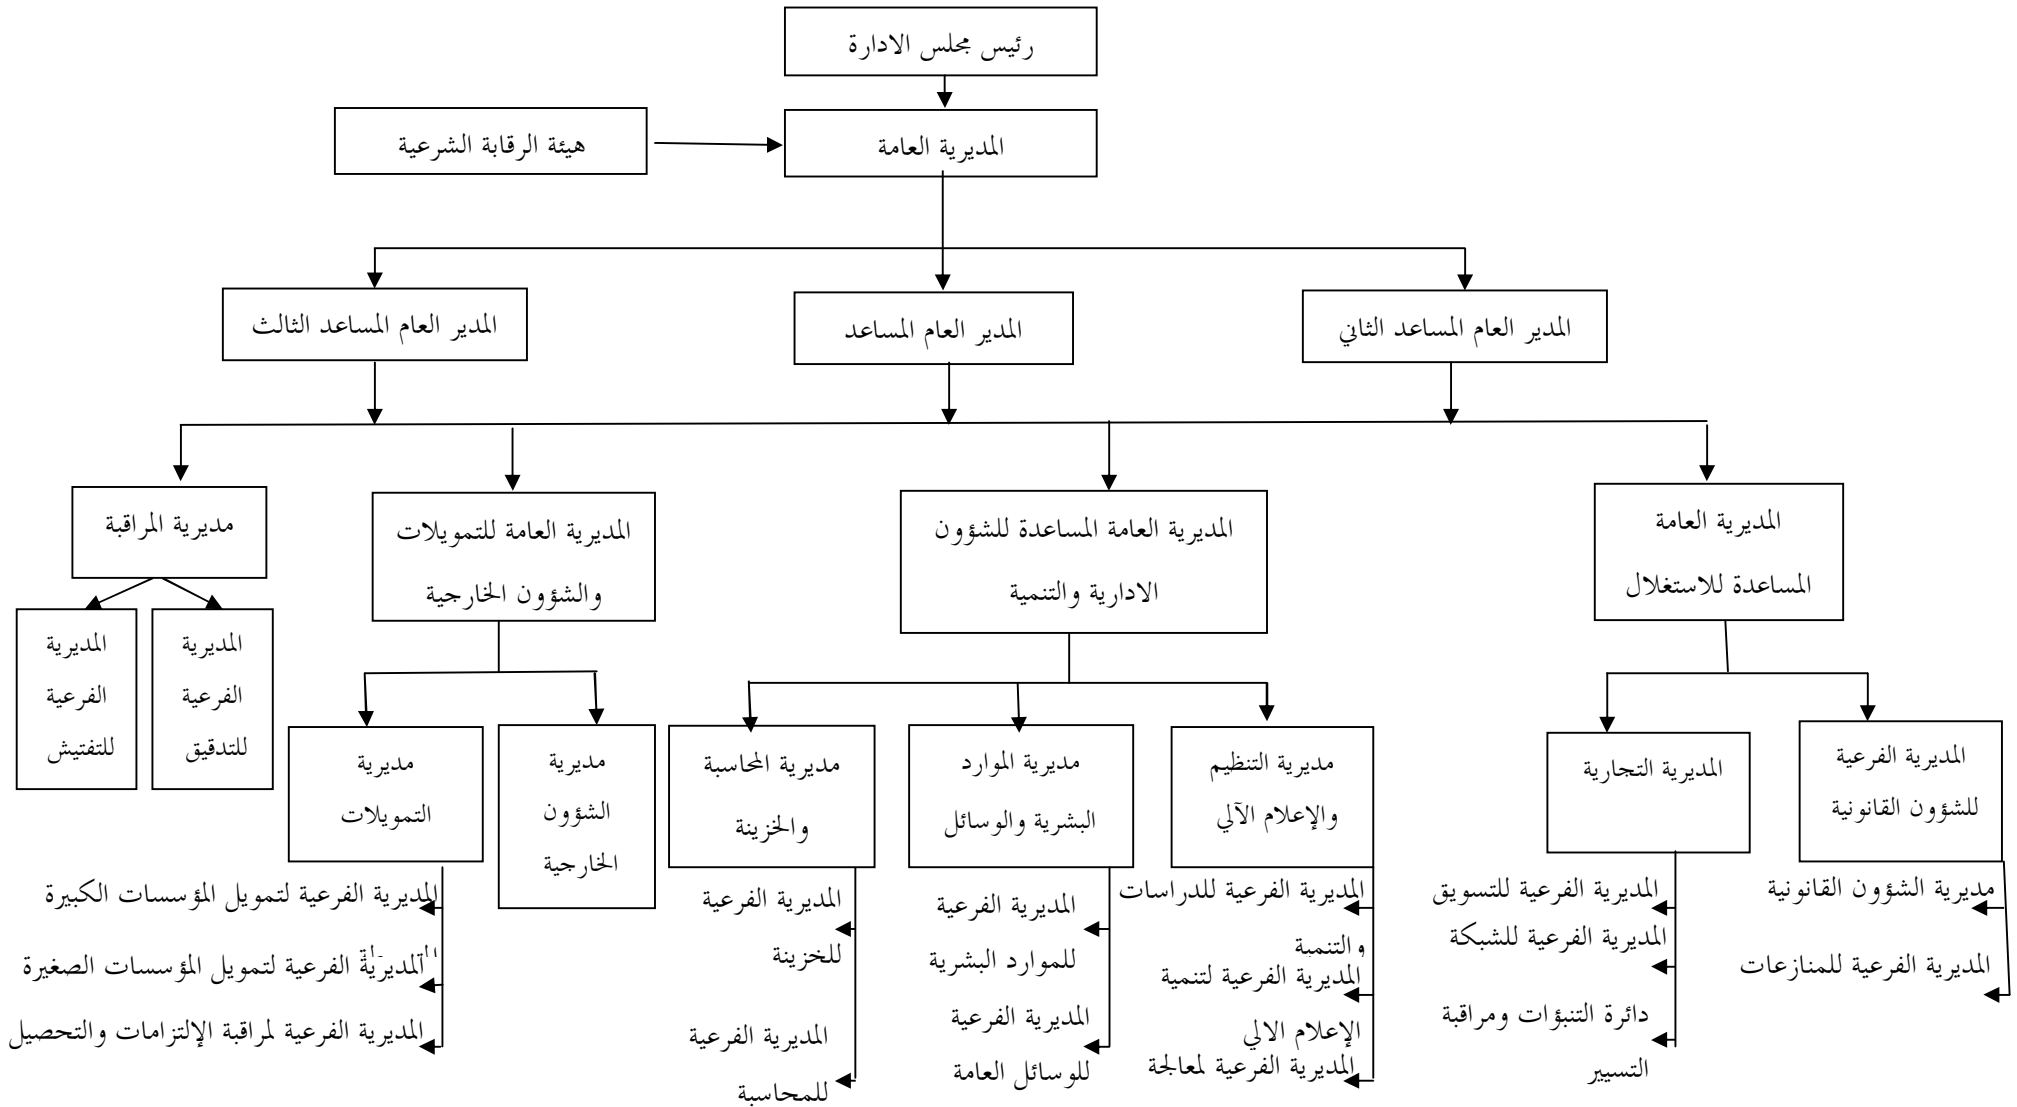 رئيس مجلس الادارة
المديرية العامة
هيئة الرقابة الشرعية
المدير العام المساعد الثاني
المدير العام المساعد
المدير العام المساعد الثالث
المديرية العامة
المساعدة للاستغلال
المديرية العامة المساعدة للشؤون
الادارية والتنمية
المديرية العامة للتمويلات
والشؤون الخارجية
مديرية المراقبة
المديرية الفرعية
للشؤون القانونية
المديرية التجارية
مديرية التنظيم
والإعلام الآلي
مديرية الموارد
البشرية والوسائل
مديرية المحاسبة
والخزينة
مديرية
الشؤون
الخارجية
مديرية
التمويلات
المديرية
الفرعية
للتدقيق
المديرية
الفرعية
للتفتيش
مديرية الشؤون القانونية
المديرية الفرعية للمنازعات
المديرية الفرعية للتسويق
المديرية الفرعية للشبكة
دائرة التنبؤات ومراقبة
التسيير
المديرية الفرعية للدراسات
والتنمية
المديرية الفرعية لتنمية
الإعلام الالي
المديرية الفرعية لمعالجة
المديرية الفرعية
للموارد البشرية
المديرية الفرعية
للوسائل العامة
المديرية الفرعية
للخزينة
المديرية الفرعية
للمحاسبة
المديرية الفرعية لتمويل المؤسسات الكبيرة
المديرية الفرعية لتمويل المؤسسات الصغيرة
المديرية الفرعية لمراقبة الإلتزامات والتحصيل